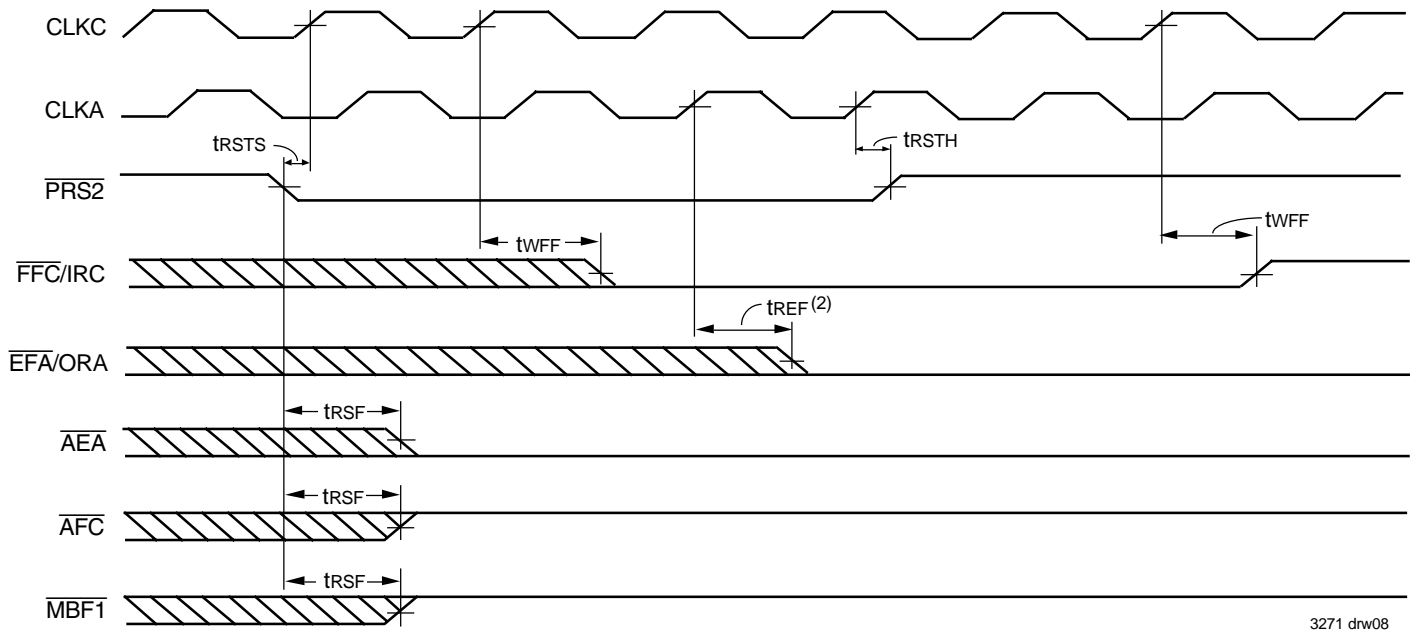 CLKC
CLKA
tRSTS
tRSTH
PRS2
tWFF
tWFF
FFC/IRC
tREF(2)
EFA/ORA
tRSF
AEA
tRSF
AFC
tRSF
MBF1
3271 drw08